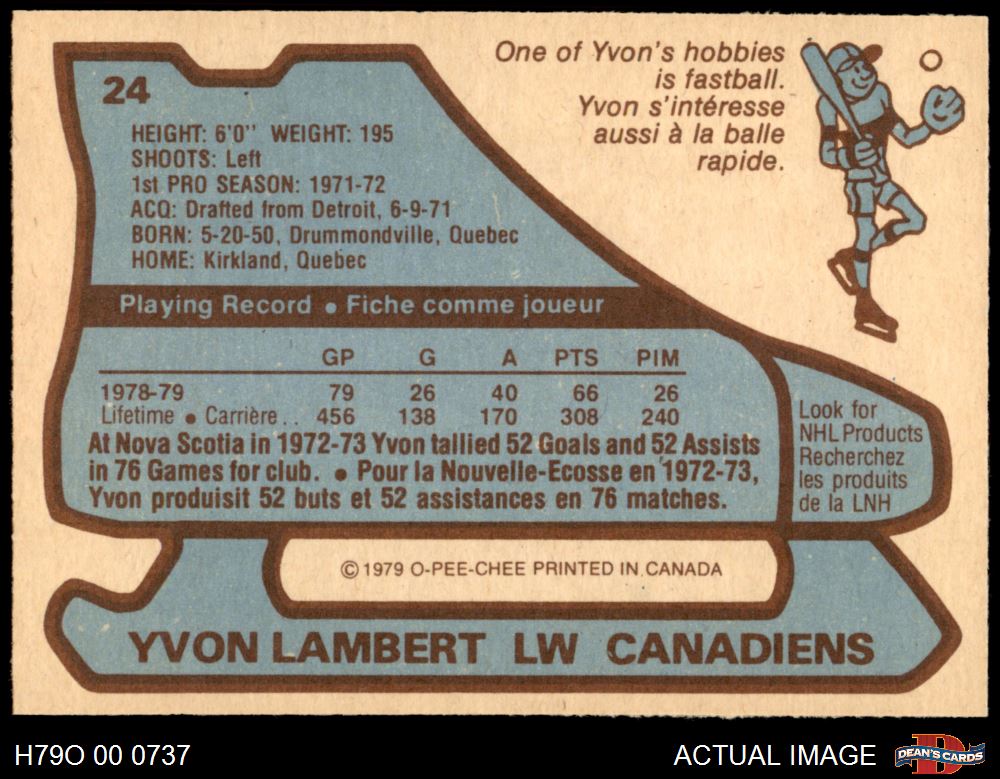 24
One of Yvon's hobbies
is fastball.
Yvon s'intéresse
aussi à la balle
rapide.
HEIGHT: 6'0'' WEIGHT: 195
SHOOTS: Left
1st PRO SEASON: 1971-72
ACQ: Drafted from Detroit, 6-9-71
BORN: 5-20-50, Drummondville, Quebec
HOME: Kirkland, Quebec
Playing Record ● Fiche comme joueur
GP G A PTS PIM
1978-79 79 26 40 66 26
Lifetime ● Carrière.. 456 138 170 308 240
At Nova Scotia in 1972-73 Yvon tallied 52 Goals and 52 Assists
in 76 Games for club. ● Pour la Nouvelle-Ecosse en 1972-73,
Yvon produisit 52 buts et 52 assistances en 76 matches.
Look for
NHL Products
Recherchez
les produits
de la LNH
© 1979 O-PEE-CHEE PRINTED IN CANADA
YVON LAMBERT LW CANADIENS
H79O 00 0737
ACTUAL IMAGE
DEAN'S CARDS